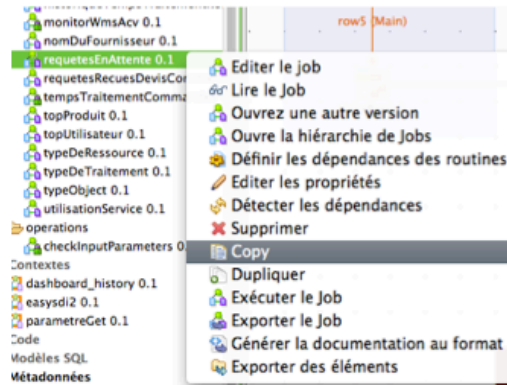 monitorWmsAcv 0.1
nomDuFournisseur 0.1
requetesEnAttente 0.1
requetesRecuesDevisCor
tempsTraitementComma
topProduit 0.1
topUtilisateur 0.1
typeDeRessource 0.1
typeDeTraitement 0.1
typeObject 0.1
utilisationService 0.1
operations
checkInputParameters 0.
Contextes
dashboard_history 0.1
easysdi2 0.1
parametreGet 0.1
Code
Modèles SQL
Métadonnées
row5 (Main)
Editer le job
Lire le Job
Ouvrez une autre version
Ouvre la hiérarchie de Jobs
Définir les dépendances des routines
Editer les propriétés
Détecter les dépendances
Supprimer
Copy
Dupliquer
Exécuter le Job
Exporter le Job
Générer la documentation au format
Exporter des éléments